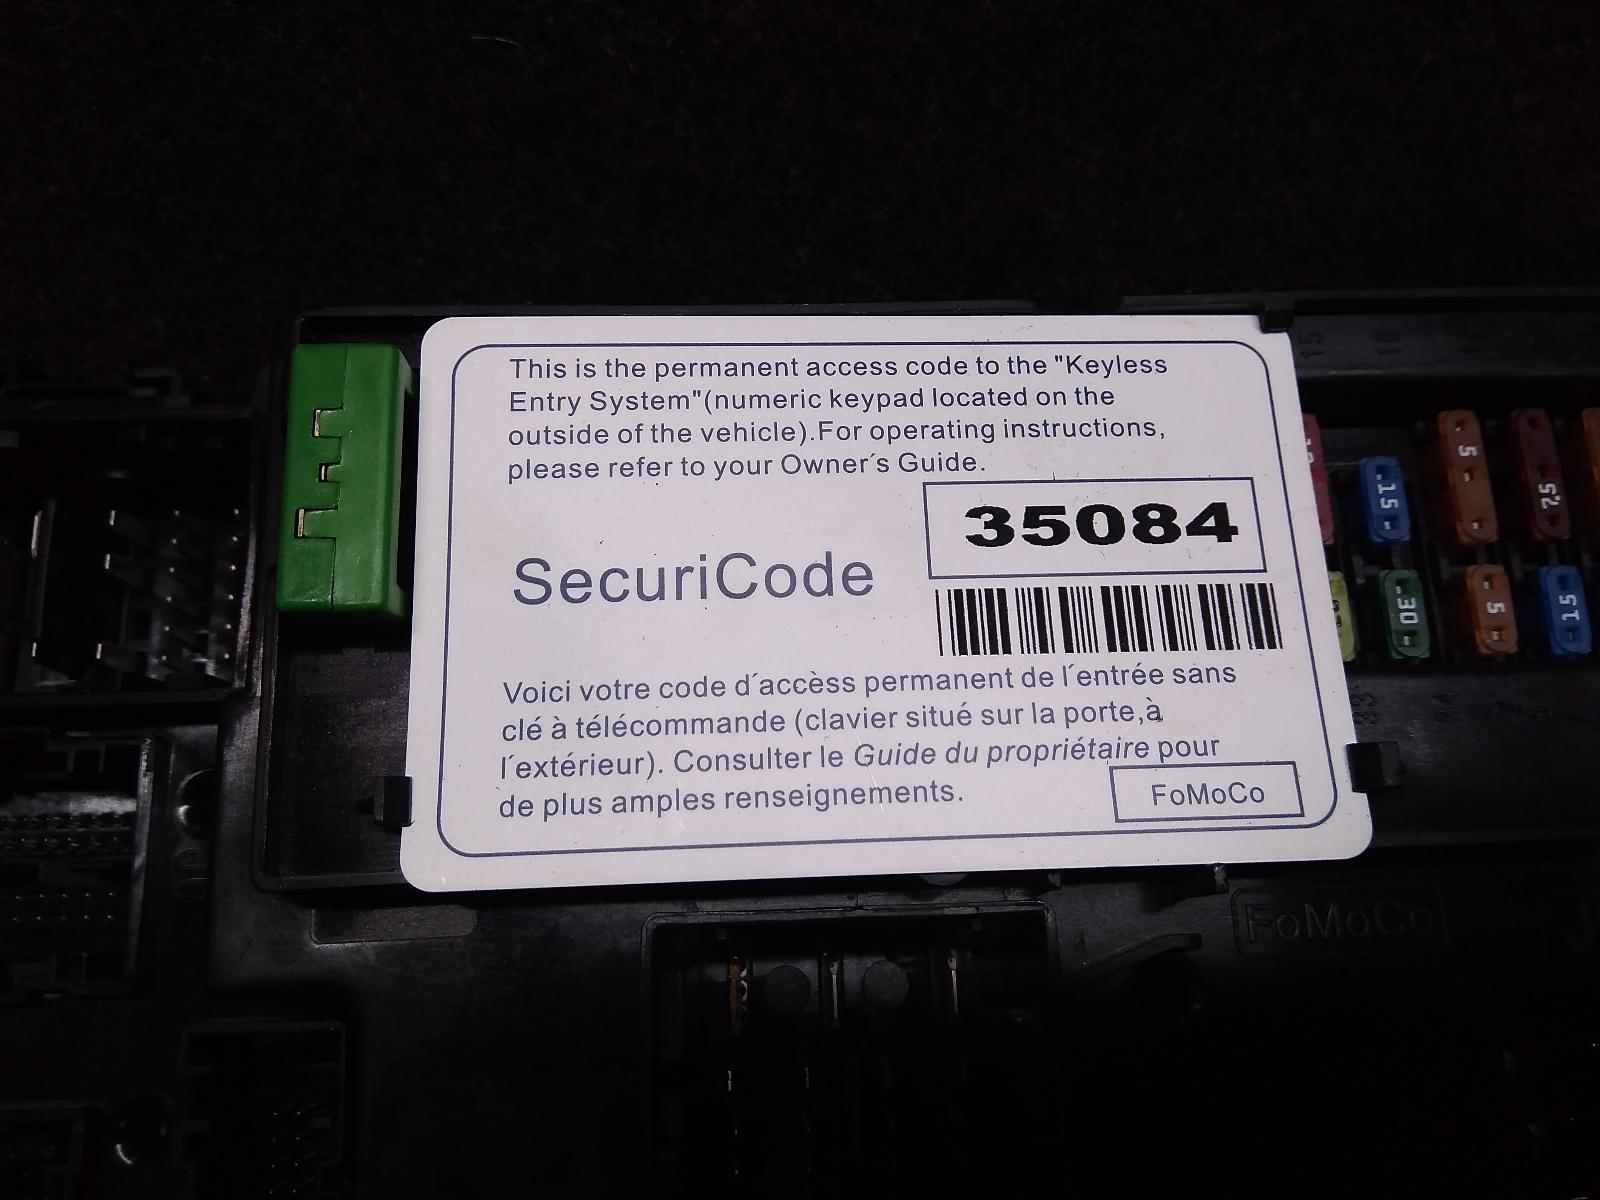 This is the permanent access code to the "Keyless
Entry System"(numeric keypad located on the
outside of the vehicle).For operating instructions,
please refer to your Owner´s Guide.
35084
SecuriCode
Voici votre code d´accèss permanent de l´entrée sans
clé à télécommande (clavier situé sur la porte,à
l´extérieur). Consulter le Guide du propriétaire pour
de plus amples renseignements.
FoMoCo
15
5
25
30
5
15
33
FoMoCo